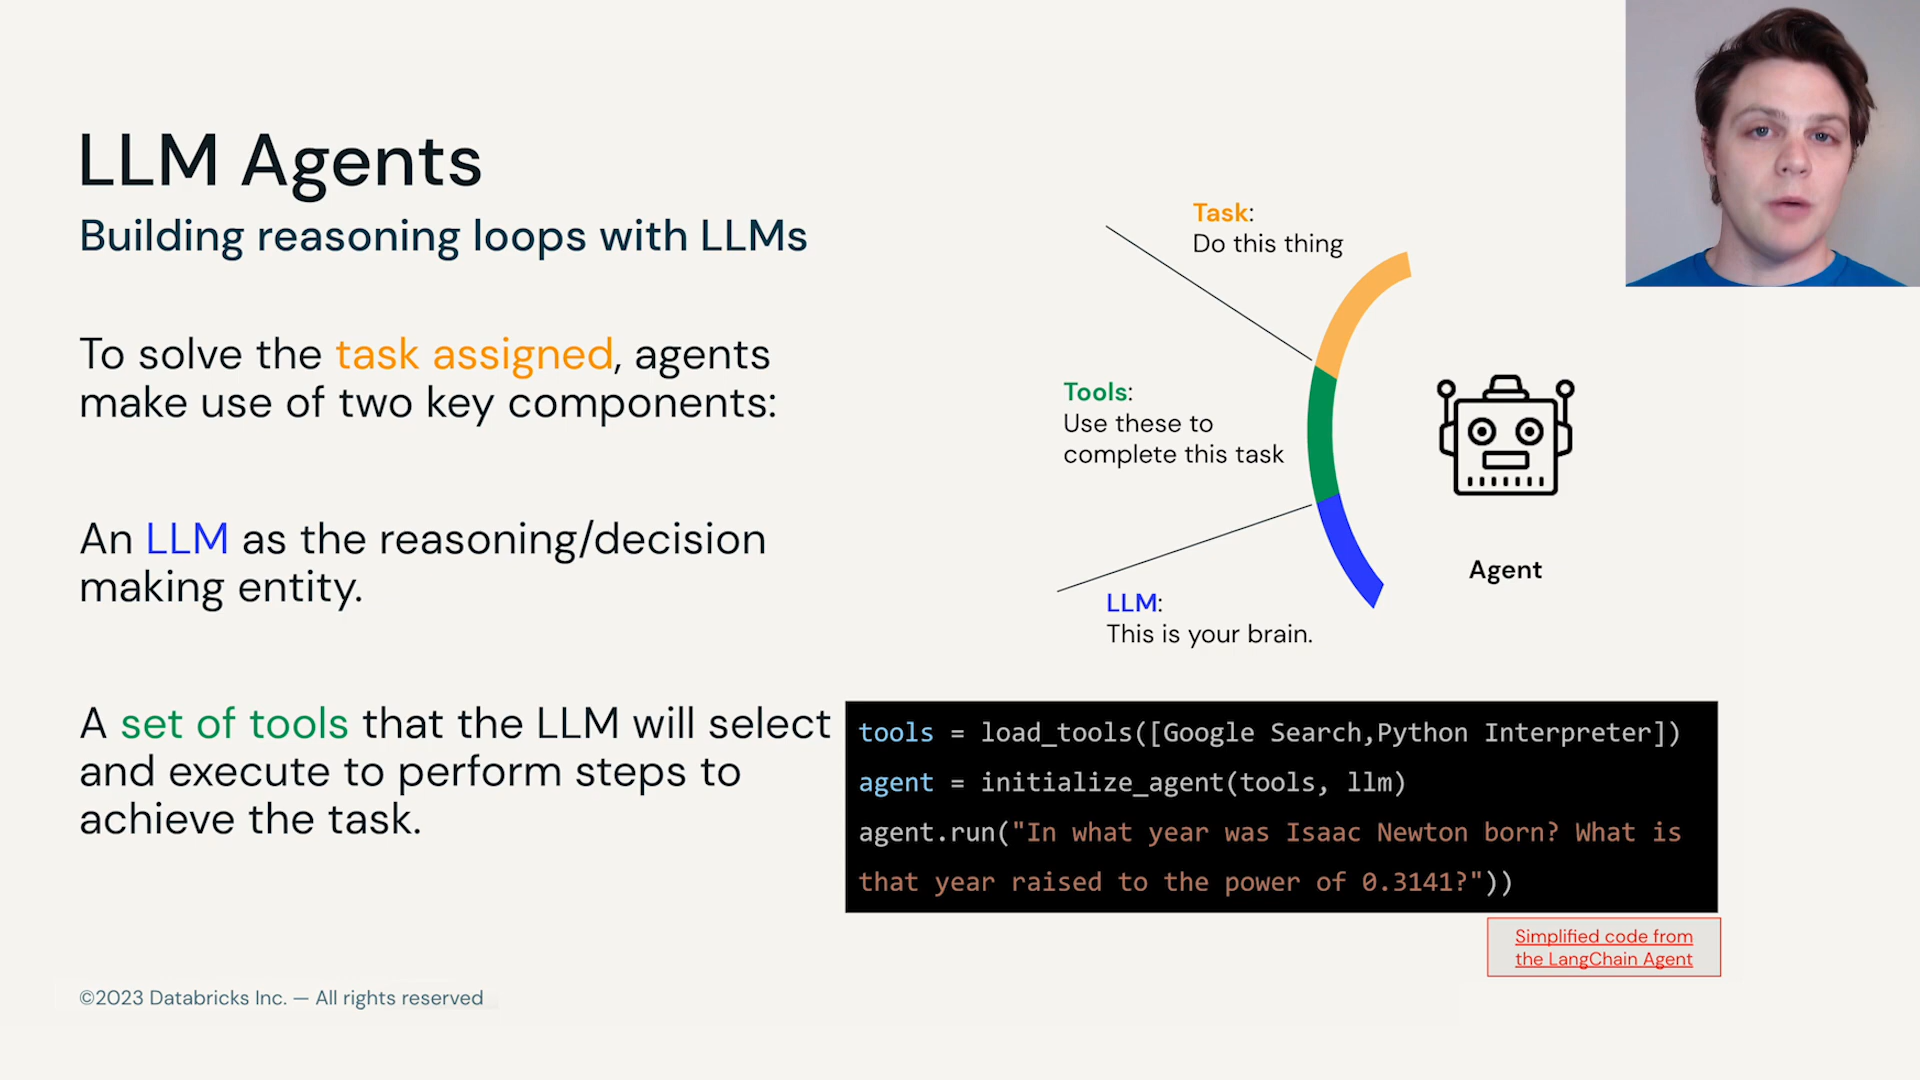 LLM Agents
Building reasoning loops with LLMs
To solve the task assigned, agents
make use of two key components:
An LLM as the reasoning/decision
making entity.
A set of tools that the LLM will select
and execute to perform steps to
achieve the task.
Task:
Do this thing
Tools:
Use these to
complete this task
LLM:
This is your brain.
Agent
tools = load_tools([Google Search,Python Interpreter])
agent = initialize_agent(tools, llm)
agent.run("In what year was Isaac Newton born? What is
that year raised to the power of 0.3141?"))
Simplified code from
the LangChain Agent
©2023 Databricks Inc. — All rights reserved